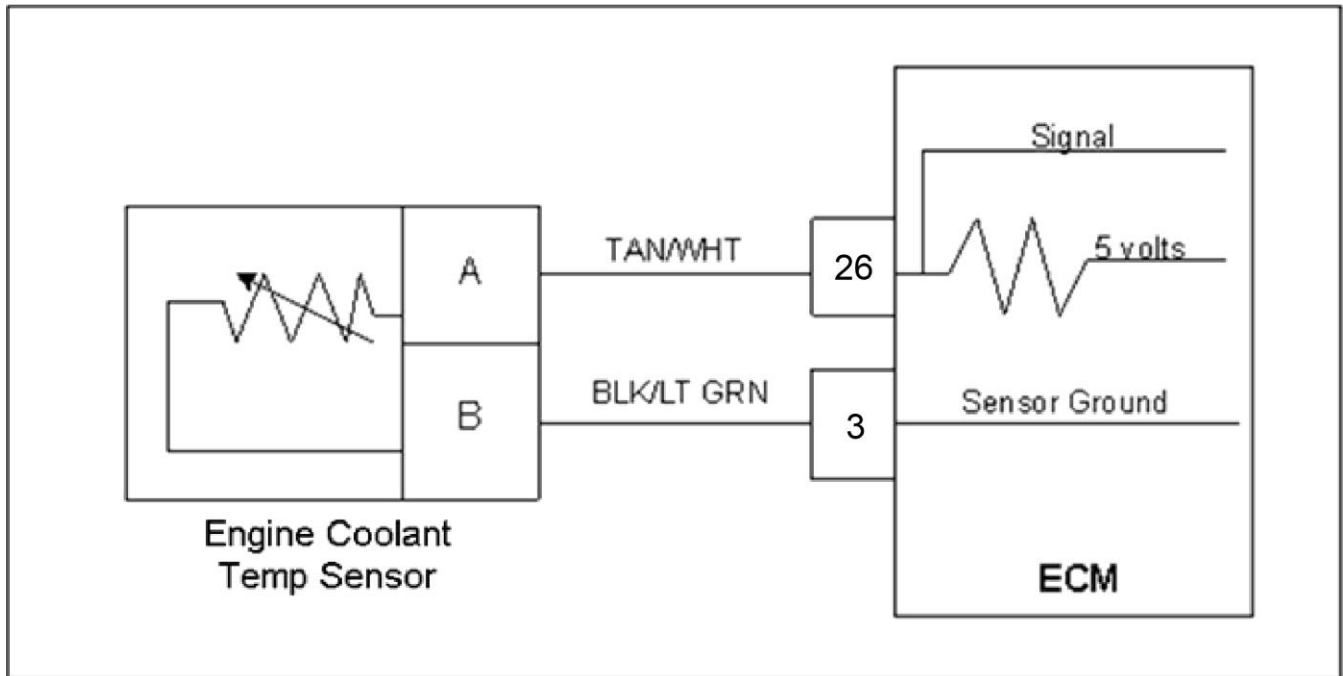 Signal
5 volts
A
TAN/WHT
26
B
BLK/LT GRN
3
Sensor Ground
Engine Coolant
Temp Sensor
ECM